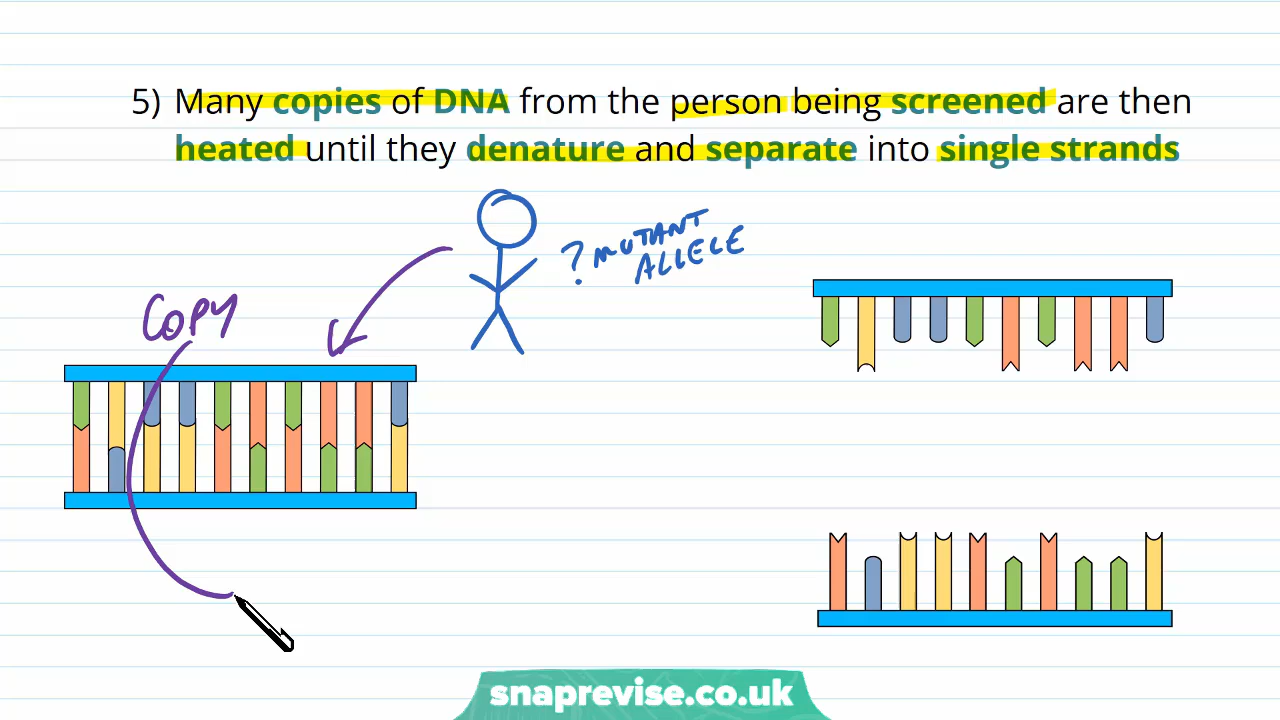 5) Many copies of DNA from the person being screened are then
heated until they denature and separate into single strands
? MUTANT
ALLELE
COPY
snaprevise.co.uk